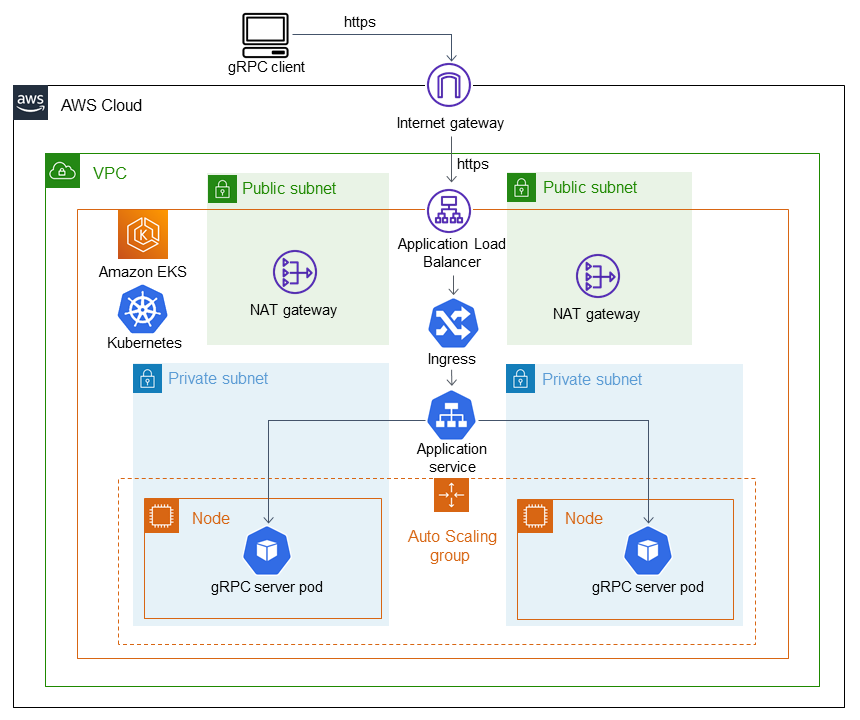 https
gRPC client
aws
AWS Cloud
Internet gateway
https
VPC
Public subnet
Public subnet
Amazon EKS
Application Load
Balancer
NAT gateway
NAT gateway
Kubernetes
Ingress
Private subnet
Private subnet
Application
service
Node
Auto Scaling
group
Node
gRPC server pod
gRPC server pod